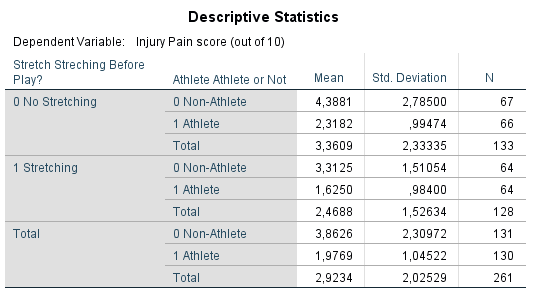 Descriptive Statistics
Dependent Variable: Injury Pain score (out of 10)
Stretch Streching Before Play? Athlete Athlete or Not Mean Std. Deviation N
0 No Stretching 0 Non-Athlete 4,3881 2,78500 67
1 Athlete 2,3182 ,99474 66
Total 3,3609 2,33335 133
1 Stretching 0 Non-Athlete 3,3125 1,51054 64
1 Athlete 1,6250 ,98400 64
Total 2,4688 1,52634 128
Total 0 Non-Athlete 3,8626 2,30972 131
1 Athlete 1,9769 1,04522 130
Total 2,9234 2,02529 261